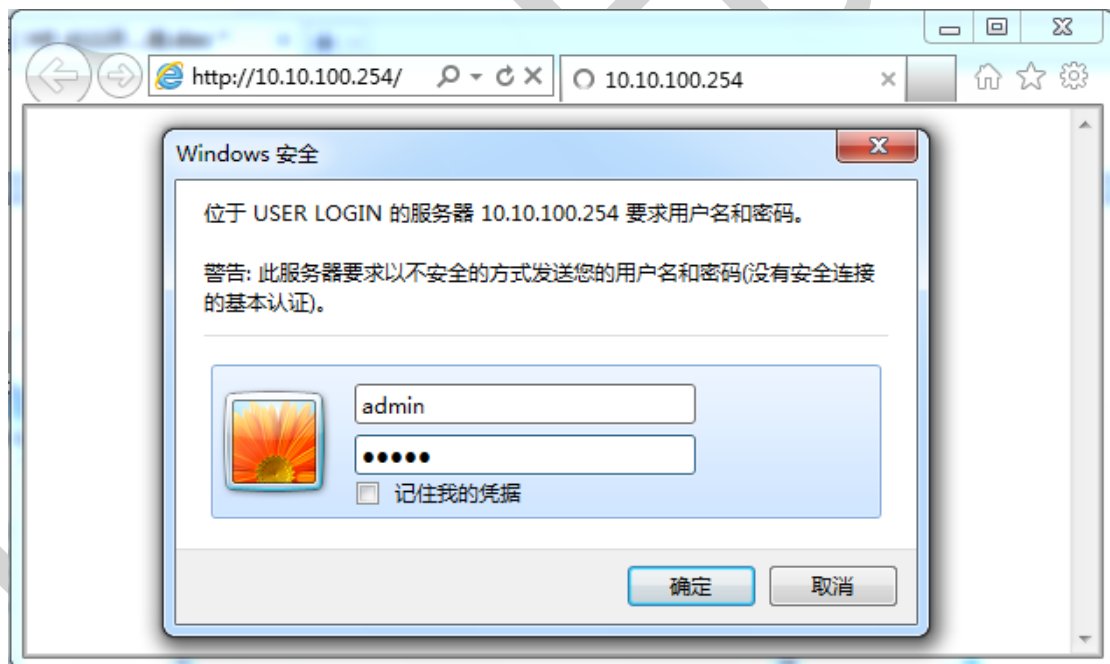 http://10.10.100.254/
10.10.100.254
Windows 安全
位于 USER LOGIN 的服务器 10.10.100.254 要求用户名和密码。
警告: 此服务器要求以不安全的方式发送您的用户名和密码(没有安全连接
的基本认证)。
admin
●●●●●
记住我的凭据
确定
取消